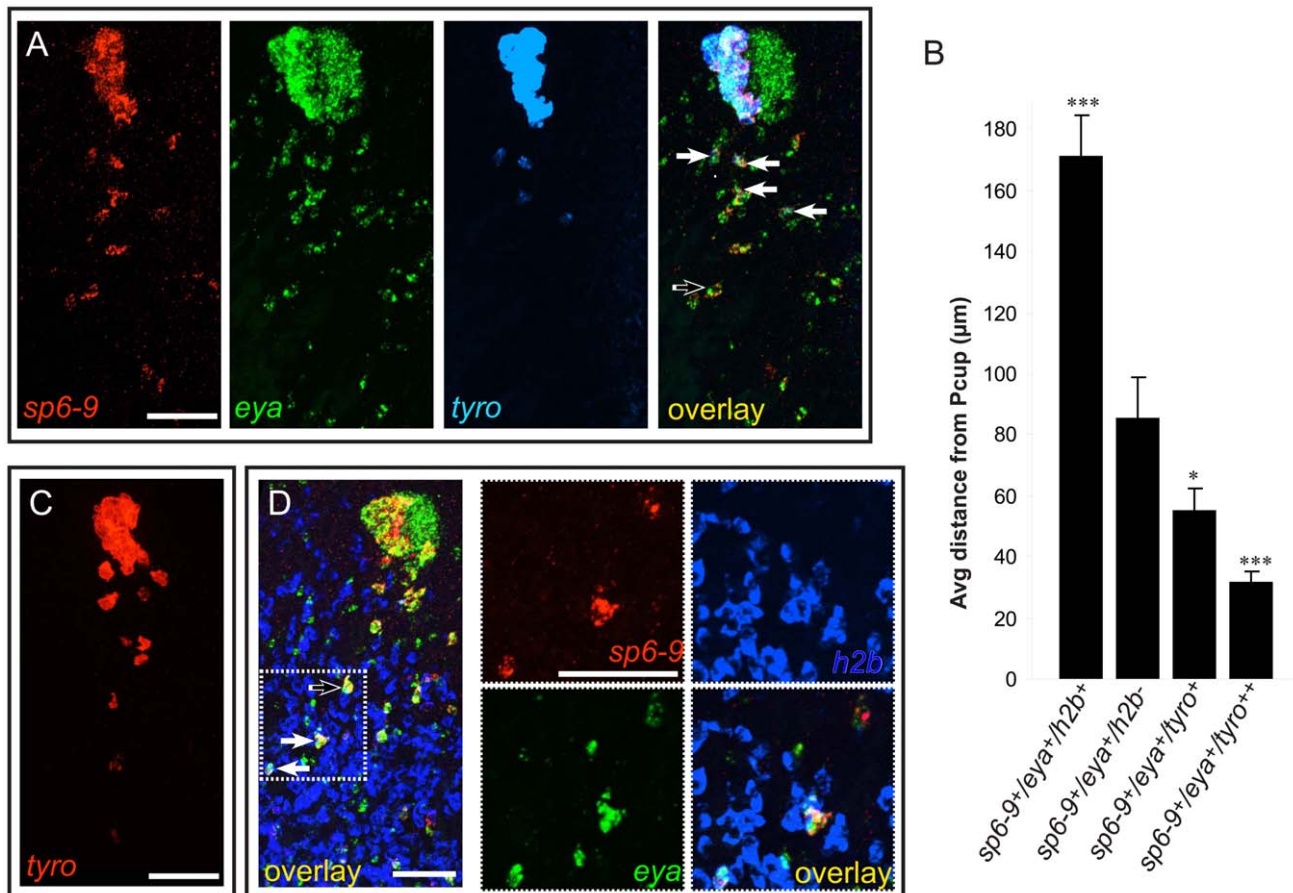 A
sp6-9
eya
tyro
overlay
B
Avg distance from Pcup (µm)
180
160
140
120
100
80
60
40
20
0
***
*
***
sp6-9⁺/eya⁺/h2b⁺
sp6-9⁺/eya⁺/h2b⁻
sp6-9⁺/eya⁺/tyro⁺
sp6-9⁺/eya⁺/tyro⁺⁺
C
tyro
D
overlay
sp6-9
h2b
eya
overlay